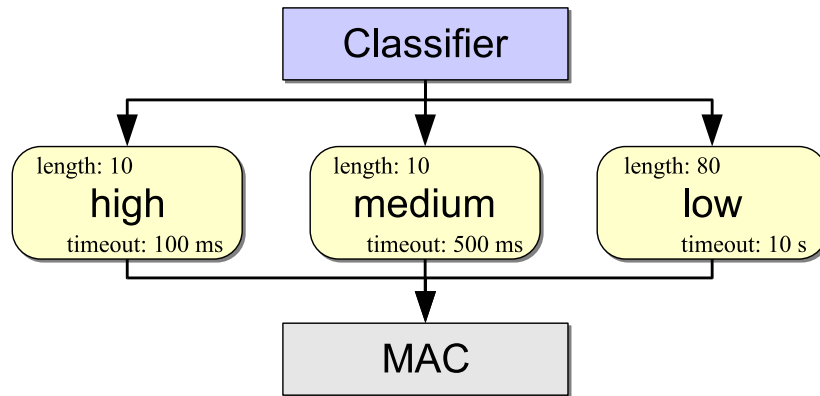 Classifier
length: 10
high
timeout: 100 ms
length: 10
medium
timeout: 500 ms
length: 80
low
timeout: 10 s
MAC